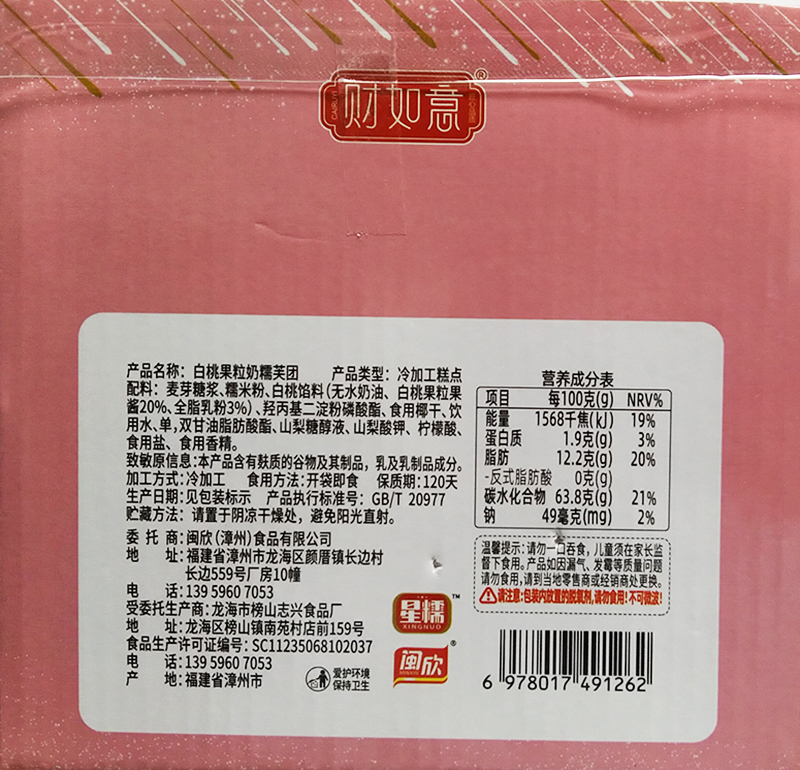 财如意®
产品名称：白桃果粒奶糯芙团 产品类型：冷加工糕点
配料：麦芽糖浆、糯米粉、白桃馅料（无水奶油、白桃果粒果
酱20%、全脂乳粉3%）、羟丙基二淀粉磷酸酯、食用椰干、饮
用水、单，双甘油脂肪酸酯、山梨糖醇液、山梨酸钾、柠檬酸、
食用盐、食用香精。
致敏原信息：本产品含有麸质的谷物及其制品，乳及乳制品成分。
加工方式：冷加工 食用方法：开袋即食 保质期：120天
生产日期：见包装标示 产品执行标准号：GB/T 20977
贮藏方法：请置于阴凉干燥处，避免阳光直射。
委托商：闽欣（漳州）食品有限公司
地址：福建省漳州市龙海区颜厝镇长边村
长边559号厂房10幢
电话：139 5960 7053
受委托生产商：龙海市榜山志兴食品厂
地址：龙海区榜山镇南苑村店前159号
食品生产许可证编号：SC11235068102037
电话：139 5960 7053
产地：福建省漳州市
爱护环境
保持卫生
星糯™
XINGNUO
闽欣®
营养成分表
项目 每100克(g) NRV%
能量 1568千焦(kJ) 19%
蛋白质 1.9克(g) 3%
脂肪 12.2克(g) 20%
-反式脂肪酸 0克(g)
碳水化合物 63.8克(g) 21%
钠 49毫克(mg) 2%
温馨提示：请勿一口吞食，儿童须在家长监
督下食用。产品如因漏气、发霉等质量问题
请勿食用，请到当地零售商或经销商处更换。
请注意：包装内放置的脱氧剂，请勿食用！不可微波！
6 978017 491262